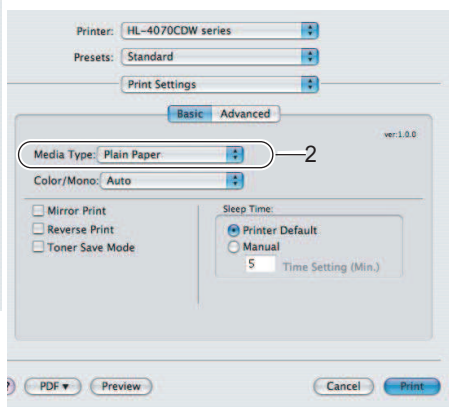 Printer: HL-4070CDW series
Presets: Standard
Print Settings
Basic Advanced
ver:1.0.0
Media Type: Plain Paper 2
Color/Mono: Auto
Mirror Print
Reverse Print
Toner Save Mode
Sleep Time:
Printer Default
Manual
5 Time Setting (Min.)
? PDF ▼ Preview Cancel Print